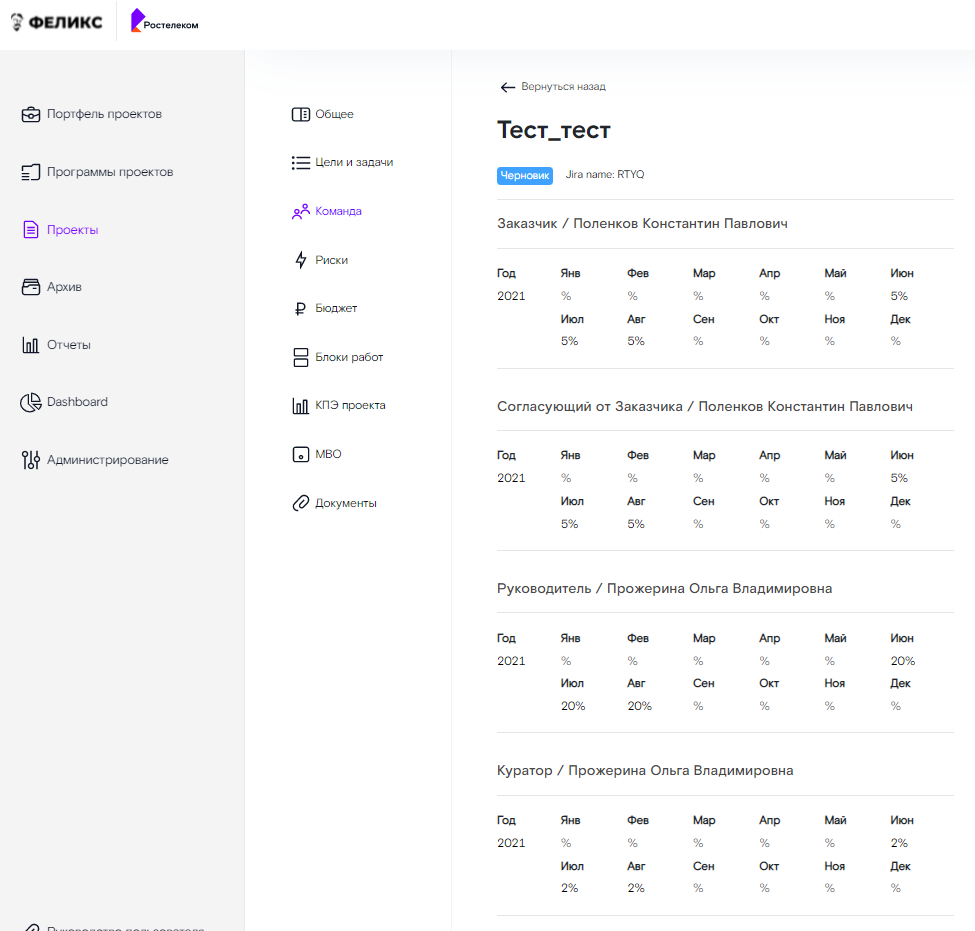 ФЕЛИКС
Ростелеком
Портфель проектов
Программы проектов
Проекты
Архив
Отчеты
Dashboard
Администрирование
Руководство пользователя
Общее
Цели и задачи
Команда
Риски
Бюджет
Блоки работ
КПЭ проекта
МВО
Документы
Вернуться назад
Тест_тест
Черновик Jira name: RTYQ
Заказчик / Поленков Константин Павлович
Год Янв Фев Мар Апр Май Июн
2021 % % % % % 5%
Июл Авг Сен Окт Ноя Дек
5% 5% % % % %
Согласующий от Заказчика / Поленков Константин Павлович
Год Янв Фев Мар Апр Май Июн
2021 % % % % % 5%
Июл Авг Сен Окт Ноя Дек
5% 5% % % % %
Руководитель / Прожерина Ольга Владимировна
Год Янв Фев Мар Апр Май Июн
2021 % % % % % 20%
Июл Авг Сен Окт Ноя Дек
20% 20% % % % %
Куратор / Прожерина Ольга Владимировна
Год Янв Фев Мар Апр Май Июн
2021 % % % % % 2%
Июл Авг Сен Окт Ноя Дек
2% 2% % % % %